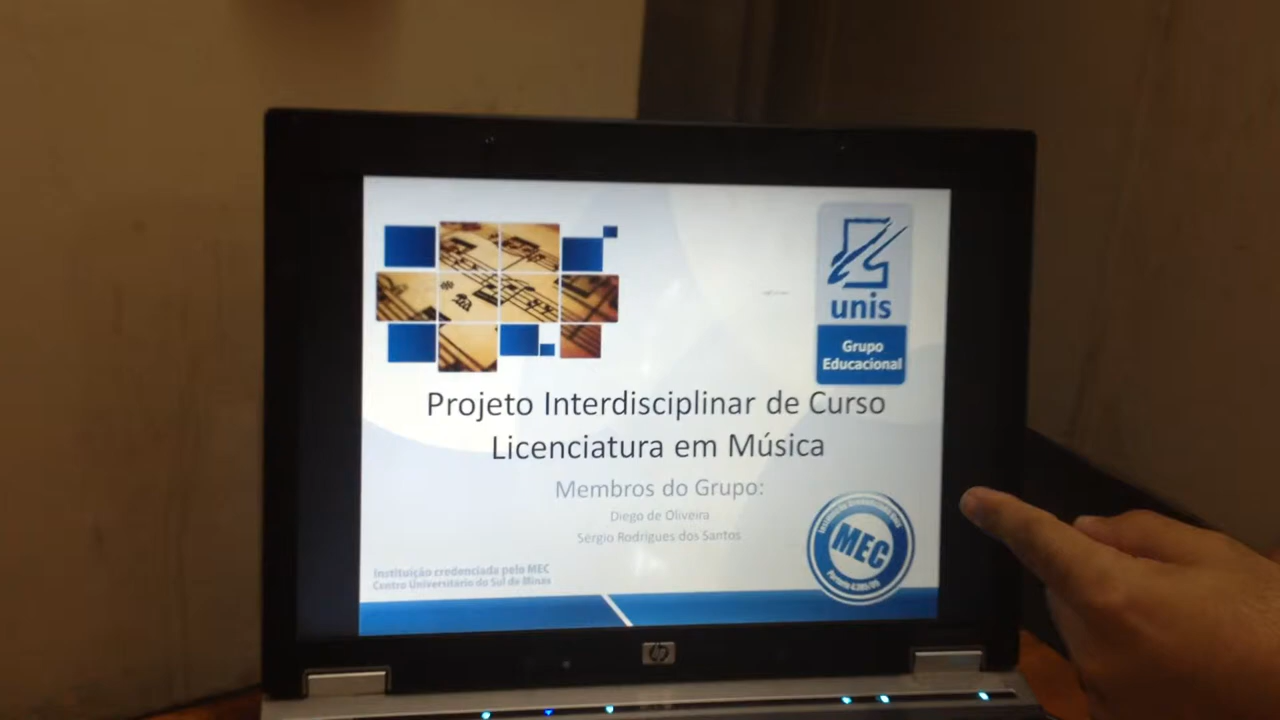 unis
Grupo
Educacional
Projeto Interdisciplinar de Curso
Licenciatura em Música
Membros do Grupo:
Diego de Oliveira
Sérgio Rodrigues dos Santos
MEC
Instituição credenciada pelo MEC
Centro Universitário do Sul de Minas
hp